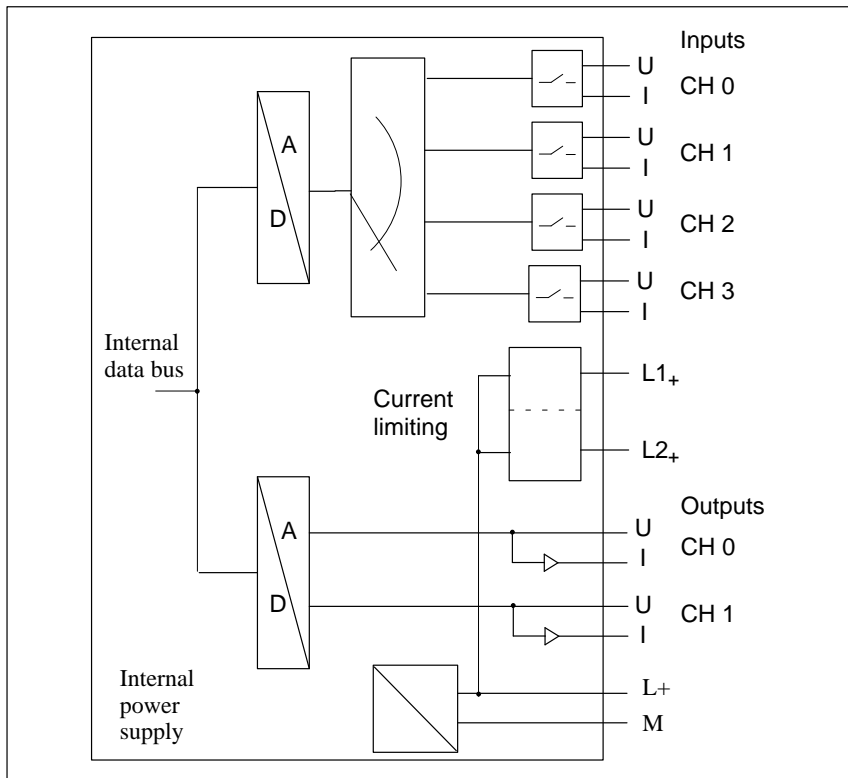 Inputs
U
I
CH 0
A
D
U
I
CH 1
U
I
CH 2
U
I
CH 3
Internal
data bus
Current
limiting
L1+
L2+
Outputs
A
D
U
I
CH 0
U
I
CH 1
Internal
power
supply
L+
M